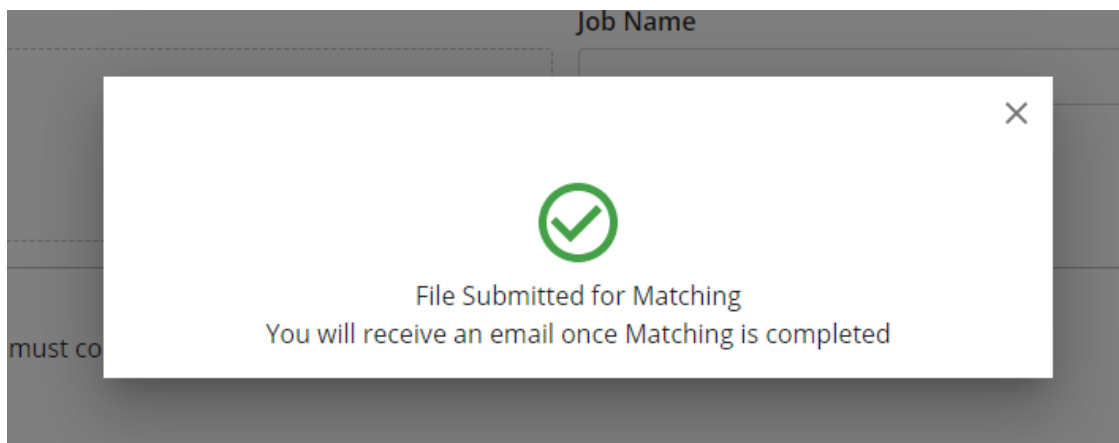 Job Name
File Submitted for Matching
You will receive an email once Matching is completed
must co